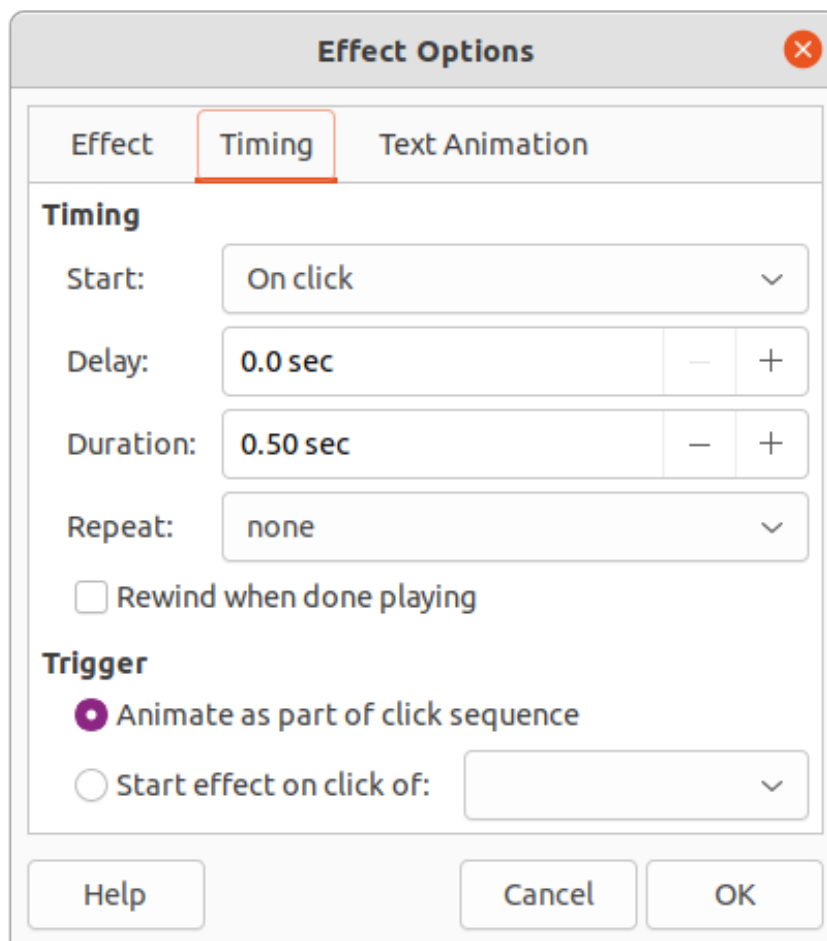 Effect Options
Effect Timing Text Animation
Timing
Start: On click
Delay: 0.0 sec
Duration: 0.50 sec
Repeat: none
Rewind when done playing
Trigger
Animate as part of click sequence
Start effect on click of:
Help Cancel OK